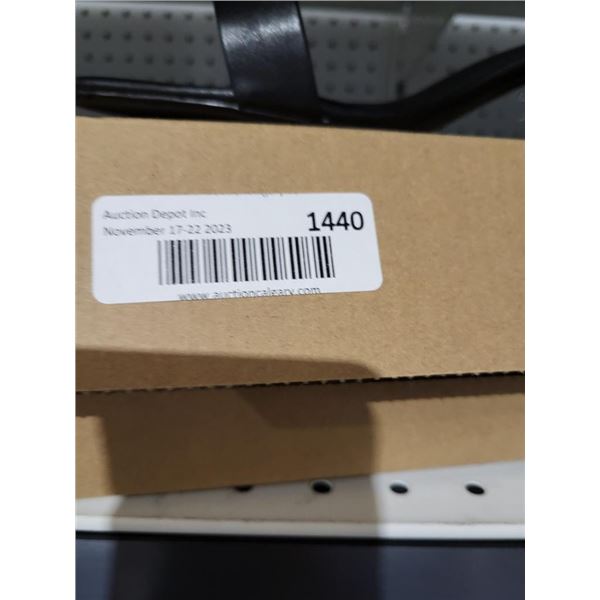 Auction Depot Inc
November 17-22 2023
1440
www.auctioncalgary.com